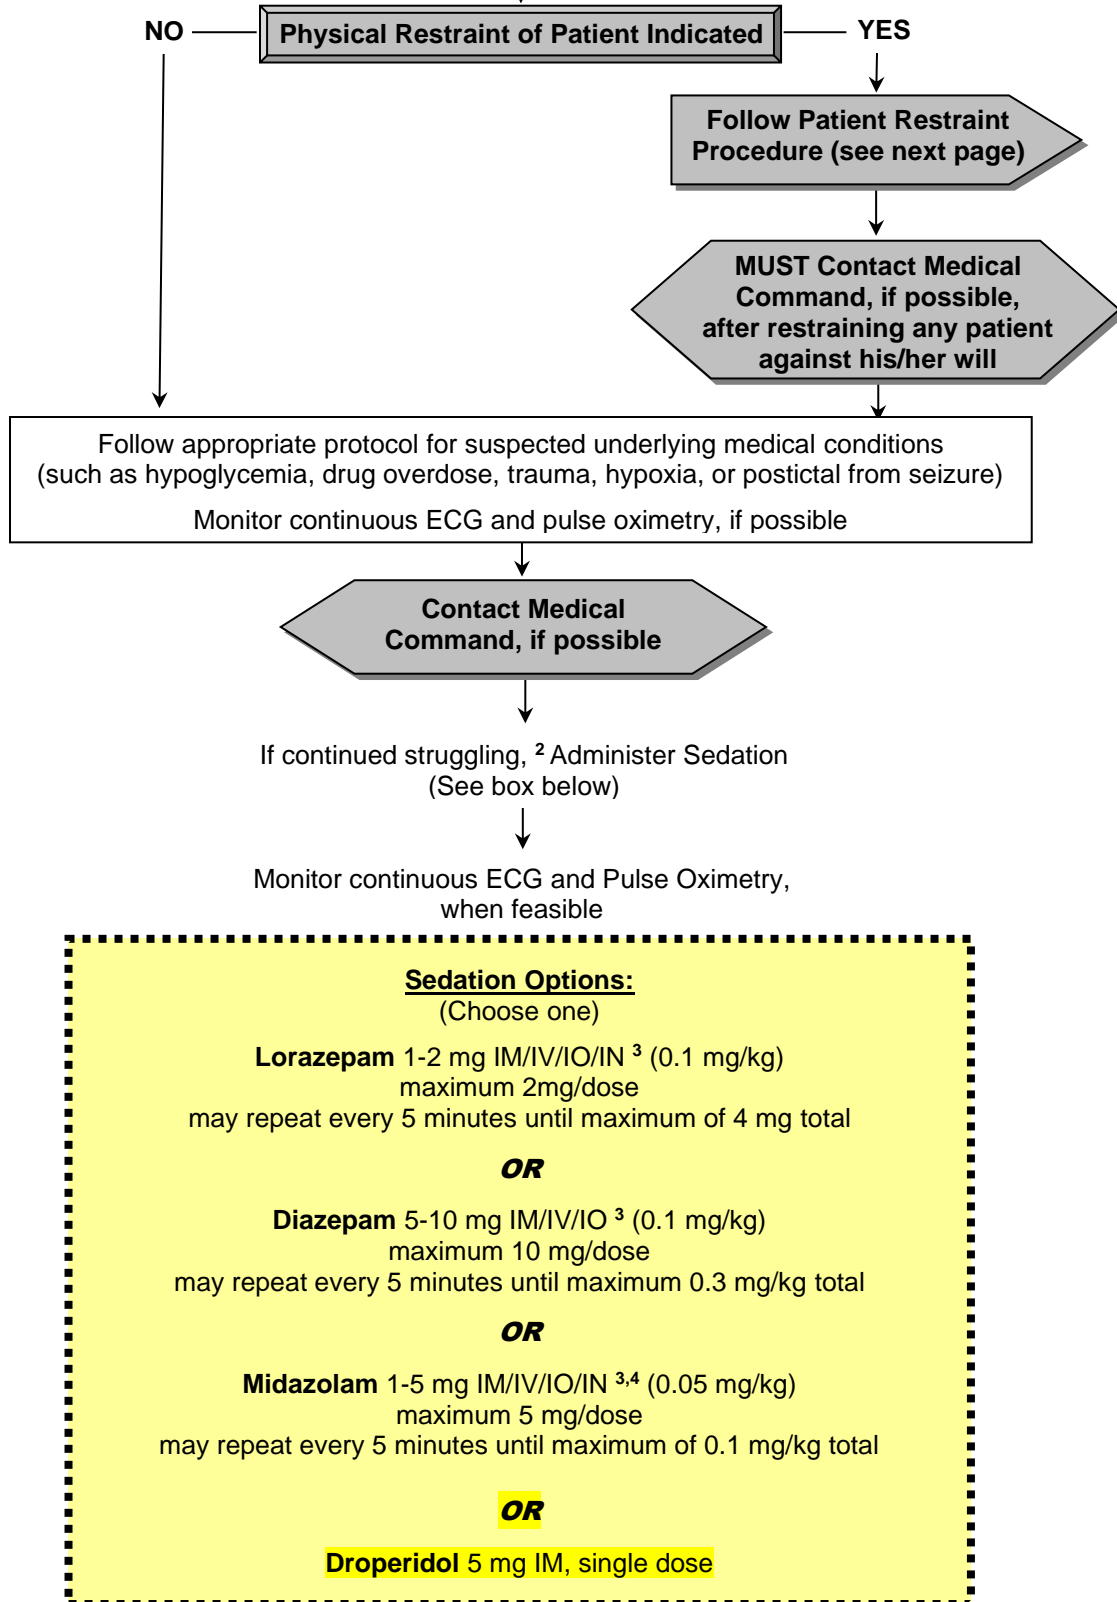 NO
Physical Restraint of Patient Indicated
YES
Follow Patient Restraint
Procedure (see next page)
MUST Contact Medical
Command, if possible,
after restraining any patient
against his/her will
Follow appropriate protocol for suspected underlying medical conditions
(such as hypoglycemia, drug overdose, trauma, hypoxia, or postictal from seizure)
Monitor continuous ECG and pulse oximetry, if possible
Contact Medical
Command, if possible
If continued struggling, ² Administer Sedation
(See box below)
Monitor continuous ECG and Pulse Oximetry,
when feasible
Sedation Options:
(Choose one)
Lorazepam 1-2 mg IM/IV/IO/IN ³ (0.1 mg/kg)
maximum 2mg/dose
may repeat every 5 minutes until maximum of 4 mg total
OR
Diazepam 5-10 mg IM/IV/IO ³ (0.1 mg/kg)
maximum 10 mg/dose
may repeat every 5 minutes until maximum 0.3 mg/kg total
OR
Midazolam 1-5 mg IM/IV/IO/IN ³,⁴ (0.05 mg/kg)
maximum 5 mg/dose
may repeat every 5 minutes until maximum of 0.1 mg/kg total
OR
Droperidol 5 mg IM, single dose